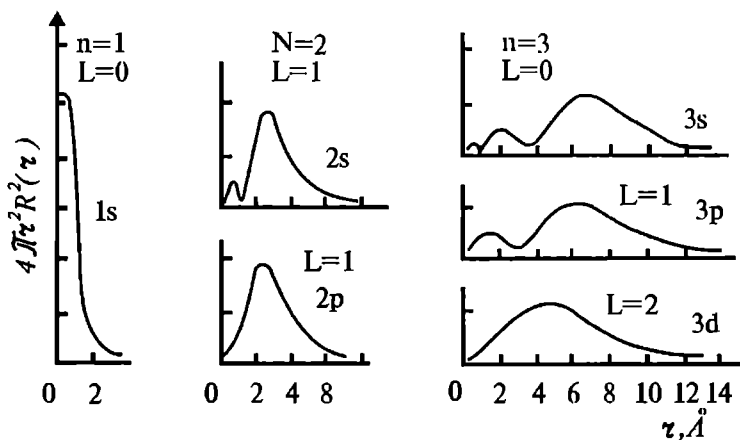 4πr²R²(r)
n=1
L=0
1s
0 2
N=2
L=1
2s
L=1
2p
0 2 4 8
n=3
L=0
3s
L=1
3p
L=2
3d
0 2 4 6 8 10 12 14
r, Å